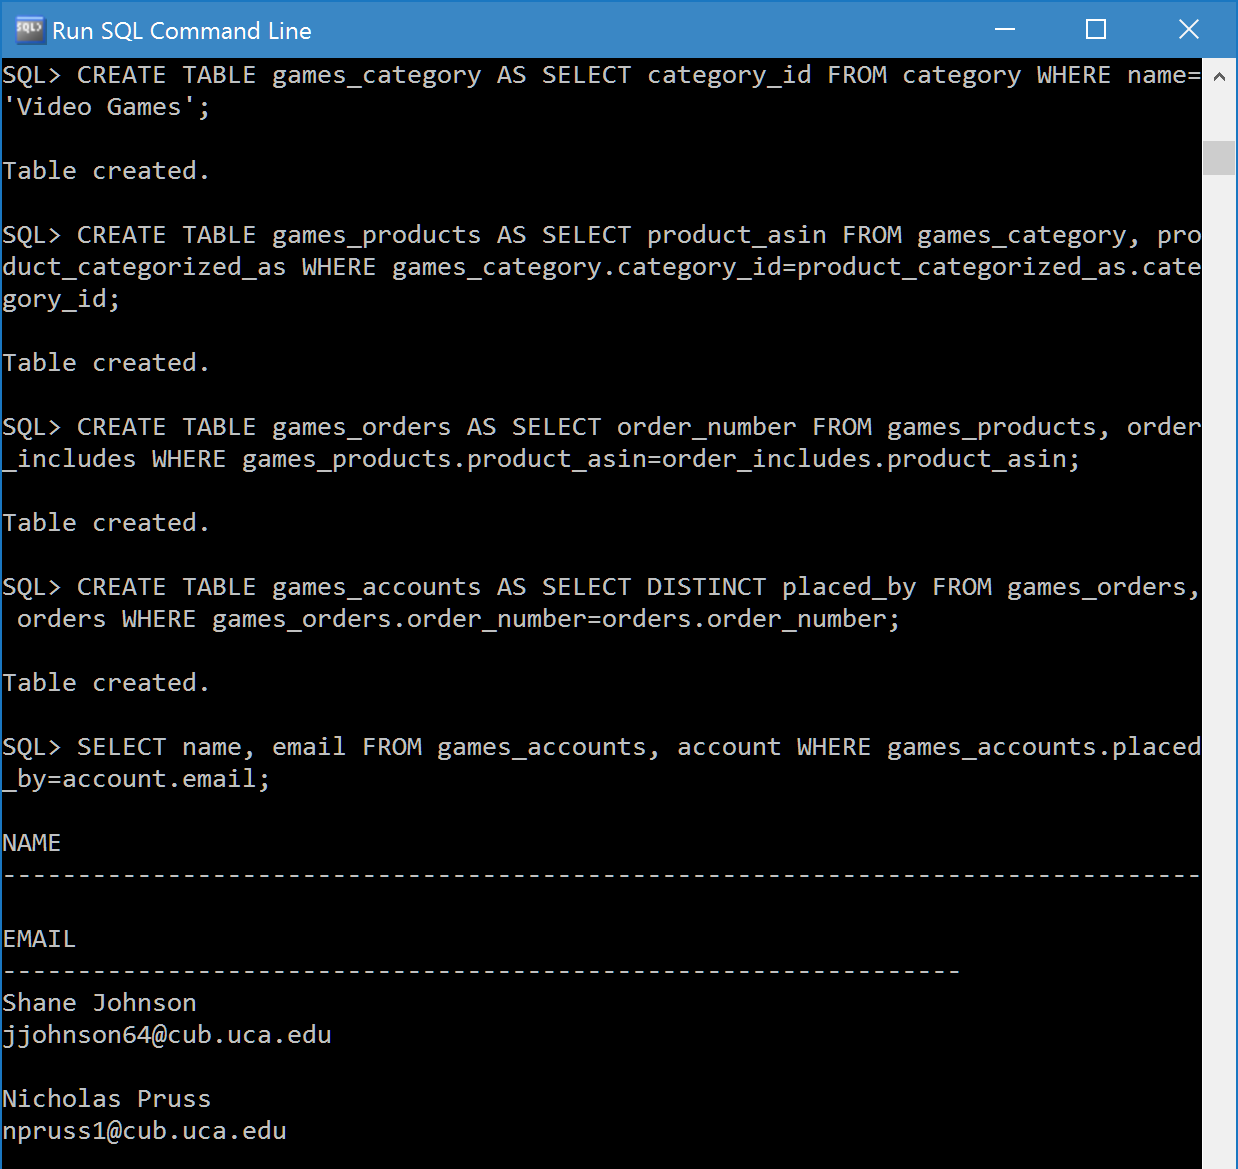 Run SQL Command Line
SQL> CREATE TABLE games_category AS SELECT category_id FROM category WHERE name=
'Video Games';
Table created.
SQL> CREATE TABLE games_products AS SELECT product_asin FROM games_category, pro
duct_categorized_as WHERE games_category.category_id=product_categorized_as.cate
gory_id;
Table created.
SQL> CREATE TABLE games_orders AS SELECT order_number FROM games_products, order
_includes WHERE games_products.product_asin=order_includes.product_asin;
Table created.
SQL> CREATE TABLE games_accounts AS SELECT DISTINCT placed_by FROM games_orders,
 orders WHERE games_orders.order_number=orders.order_number;
Table created.
SQL> SELECT name, email FROM games_accounts, account WHERE games_accounts.placed
_by=account.email;
NAME
--------------------------------------------------------------------------------
EMAIL
----------------------------------------------------------------
Shane Johnson
jjohnson64@cub.uca.edu
Nicholas Pruss
npruss1@cub.uca.edu